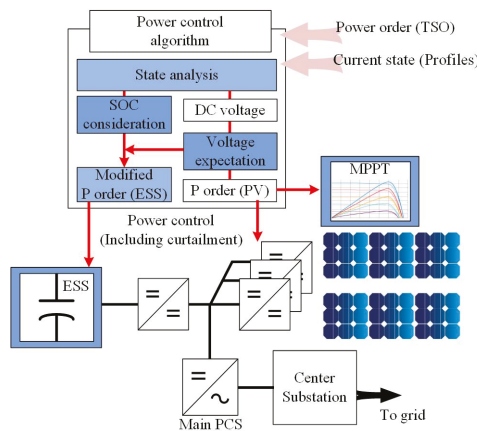 Power control
algorithm
Power order (TSO)
Current state (Profiles)
State analysis
SOC
consideration
DC voltage
Voltage
expectation
Modified
P order (ESS)
P order (PV)
MPPT
Power control
(Including curtailment)
ESS
Main PCS
Center
Substation
To grid